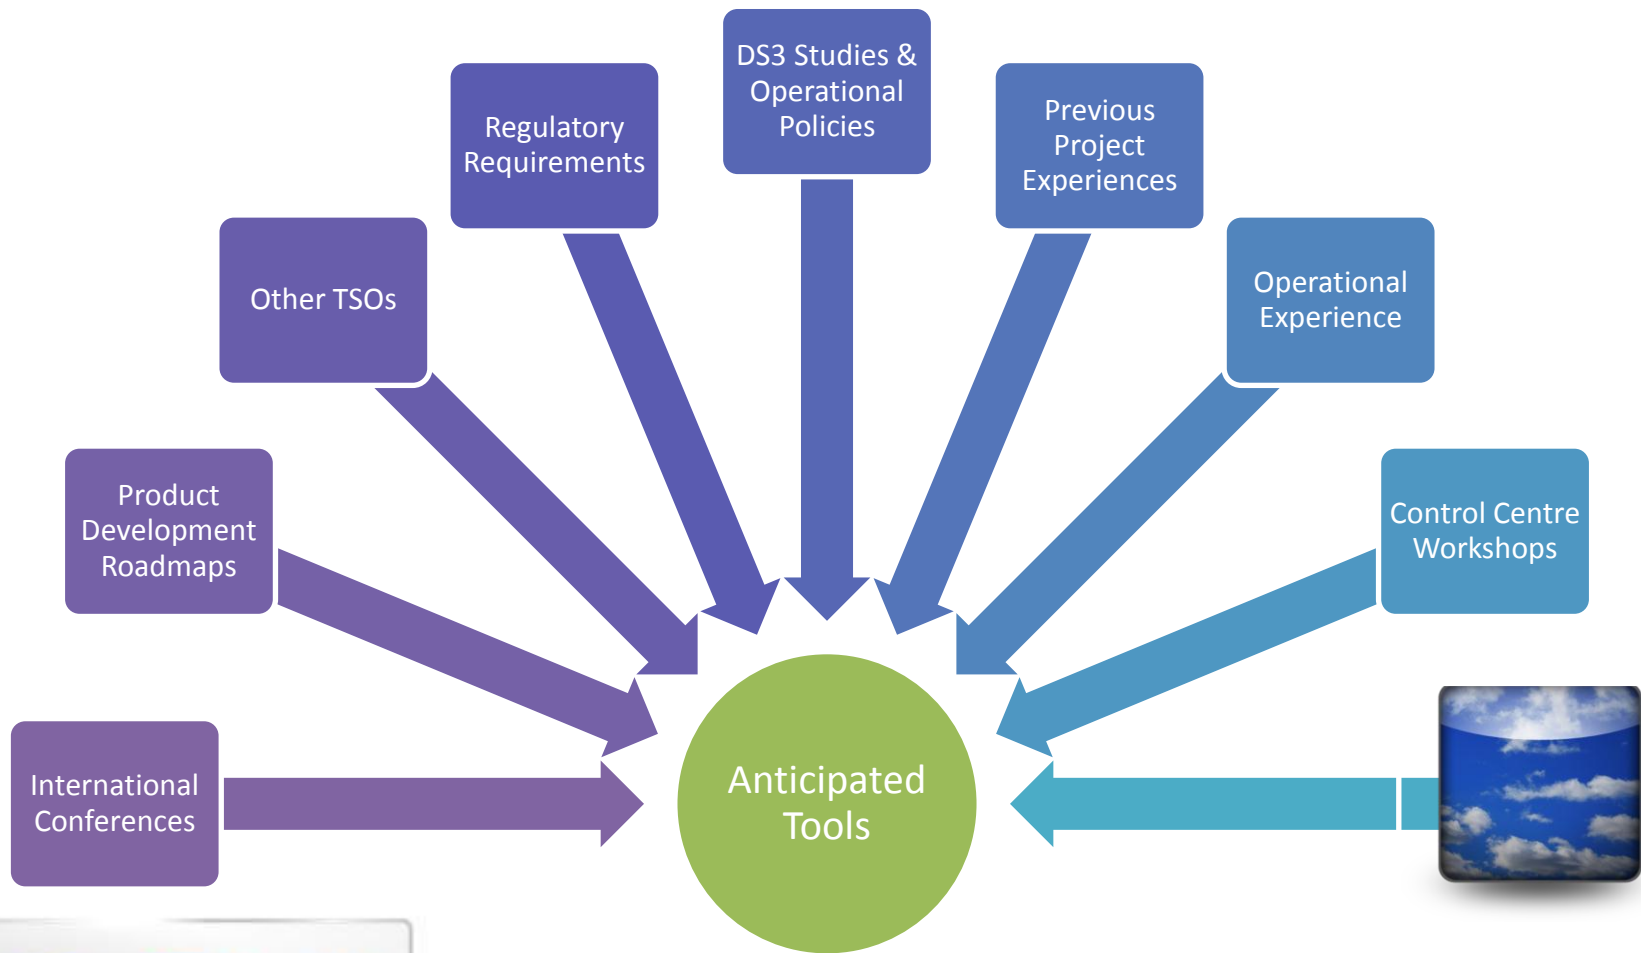 DS3 Studies &
Operational
Policies
Regulatory
Requirements
Previous
Project
Experiences
Other TSOs
Operational
Experience
Product
Development
Roadmaps
Control Centre
Workshops
International
Conferences
Anticipated
Tools